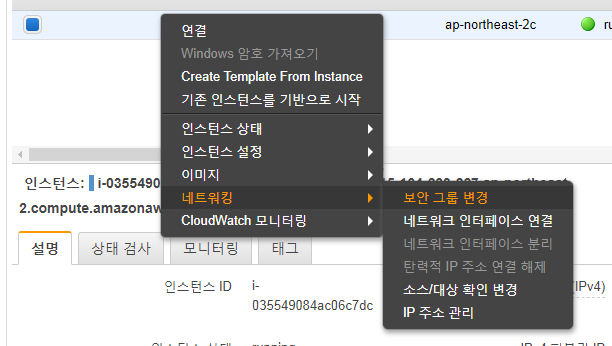 연결
ap-northeast-2c
ru
Windows 암호 가져오기
Create Template From Instance
기존 인스턴스를 기반으로 시작
인스턴스 상태
인스턴스 설정
이미지
네트워킹
CloudWatch 모니터링
보안 그룹 변경
네트워크 인터페이스 연결
네트워크 인터페이스 분리
탄력적 IP 주소 연결 해제
소스/대상 확인 변경
IP 주소 관리
인스턴스: i-0355490
2.compute.amazonaw
설명
상태 검사
모니터링
태그
인스턴스 ID
i-
035549084ac06c7dc
(IPv4)